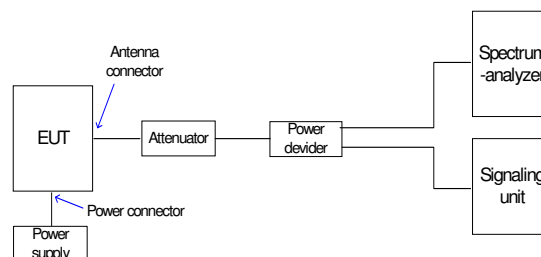 Antenna
connector
Spectrum
-analyzer
EUT
Attenuator
Power
devider
Signaling
unit
Power connector
Power
supply